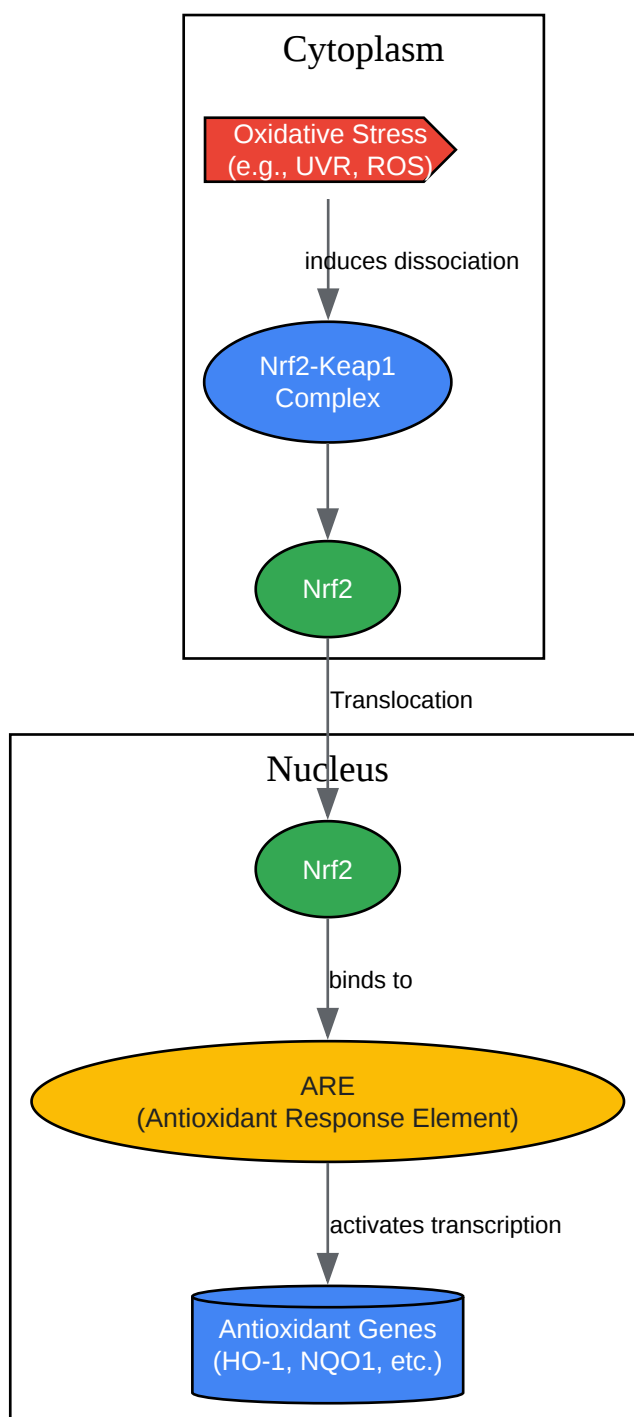 Cytoplasm
Oxidative Stress
(e.g., UVR, ROS)
induces dissociation
Nrf2-Keap1
Complex
Nrf2
Translocation
Nucleus
Nrf2
binds to
ARE
(Antioxidant Response Element)
activates transcription
Antioxidant Genes
(HO-1, NQO1, etc.)